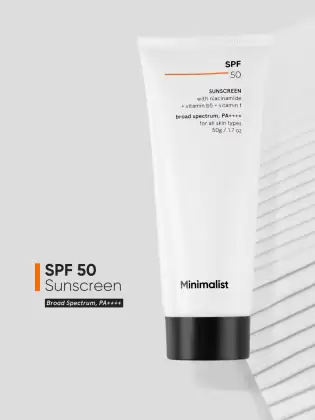 SPF
50
SUNSCREEN
with niacinamide
+ vitamin b5 + vitamin f
broad spectrum, PA++++
for all skin types
50g / 1.7 oz
Minimalist
SPF 50
Sunscreen
Broad Spectrum, PA++++